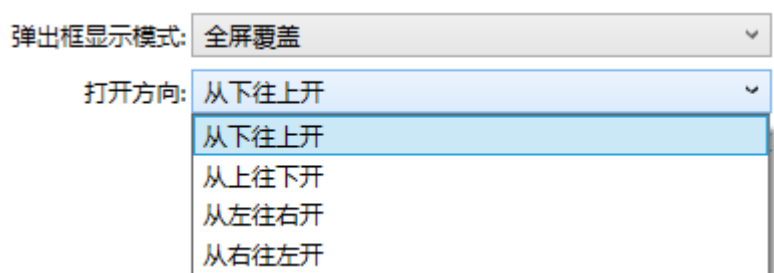 弹出框显示模式: 全屏覆盖
打开方向: 从下往上开
从下往上开
从上往下开
从左往右开
从右往左开